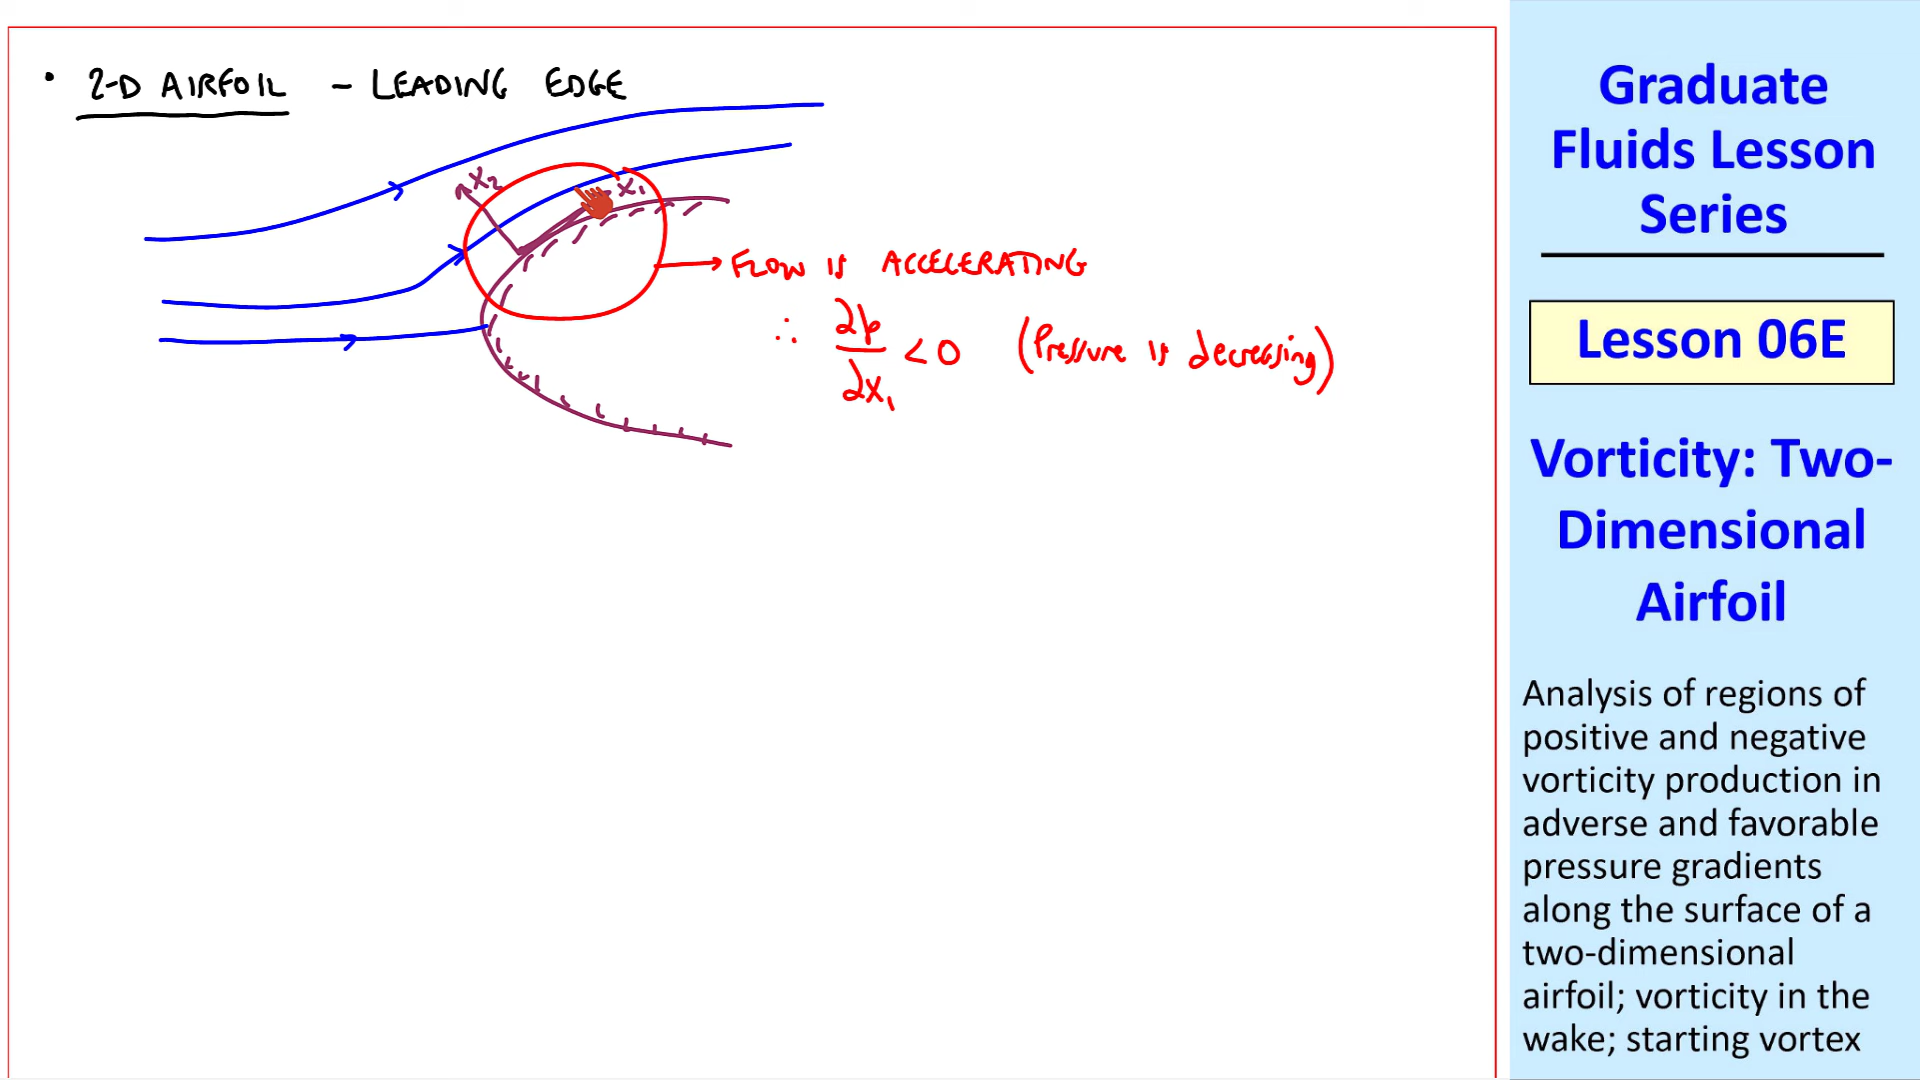 • 2-D AIRFOIL – LEADING EDGE
X₂
X₁
FLOW IS ACCELERATING
∴ ∂p/∂x₁ < 0 (Pressure is decreasing)
Graduate
Fluids Lesson
Series
Lesson 06E
Vorticity: Two-
Dimensional
Airfoil
Analysis of regions of
positive and negative
vorticity production in
adverse and favorable
pressure gradients
along the surface of a
two-dimensional
airfoil; vorticity in the
wake; starting vortex